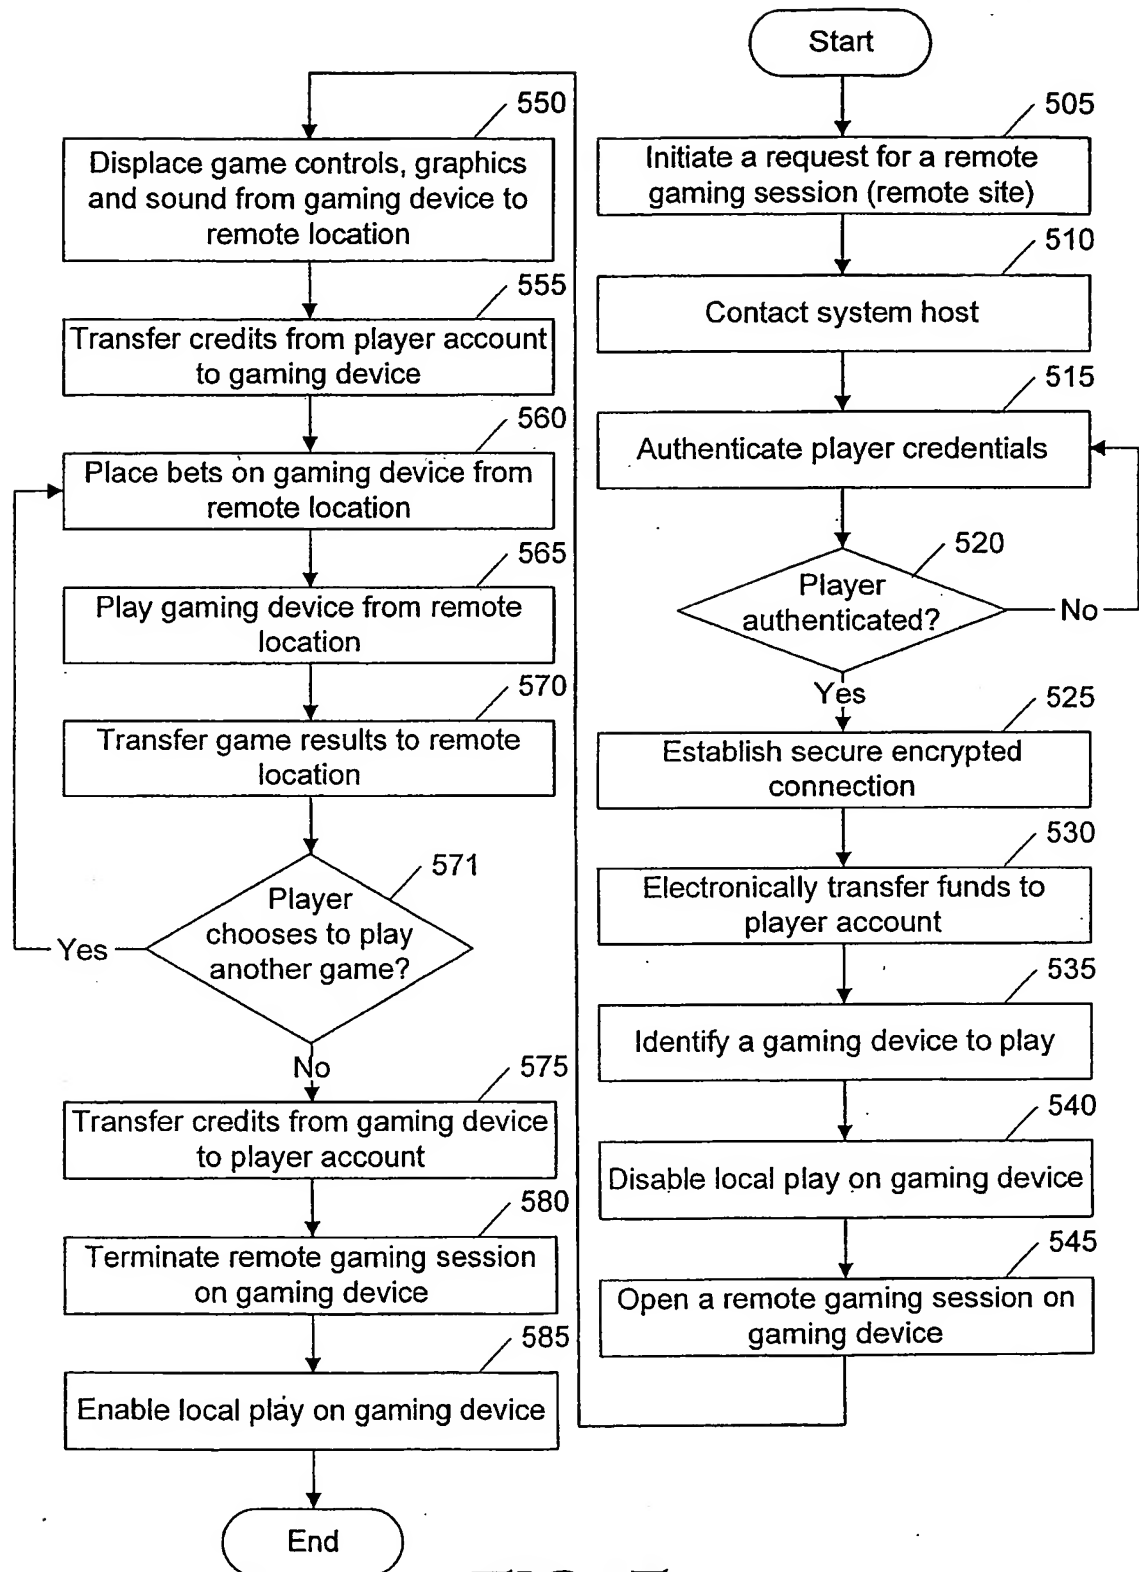 Start
505
Initiate a request for a remote
gaming session (remote site)
510
Contact system host
515
Authenticate player credentials
520
Player
authenticated?
No
Yes
525
Establish secure encrypted
connection
530
Electronically transfer funds to
player account
535
Identify a gaming device to play
540
Disable local play on gaming device
545
Open a remote gaming session on
gaming device
550
Displace game controls, graphics
and sound from gaming device to
remote location
555
Transfer credits from player account
to gaming device
560
Place bets on gaming device from
remote location
565
Play gaming device from remote
location
570
Transfer game results to remote
location
571
Player
chooses to play
another game?
Yes
No
575
Transfer credits from gaming device
to player account
580
Terminate remote gaming session
on gaming device
585
Enable local play on gaming device
End